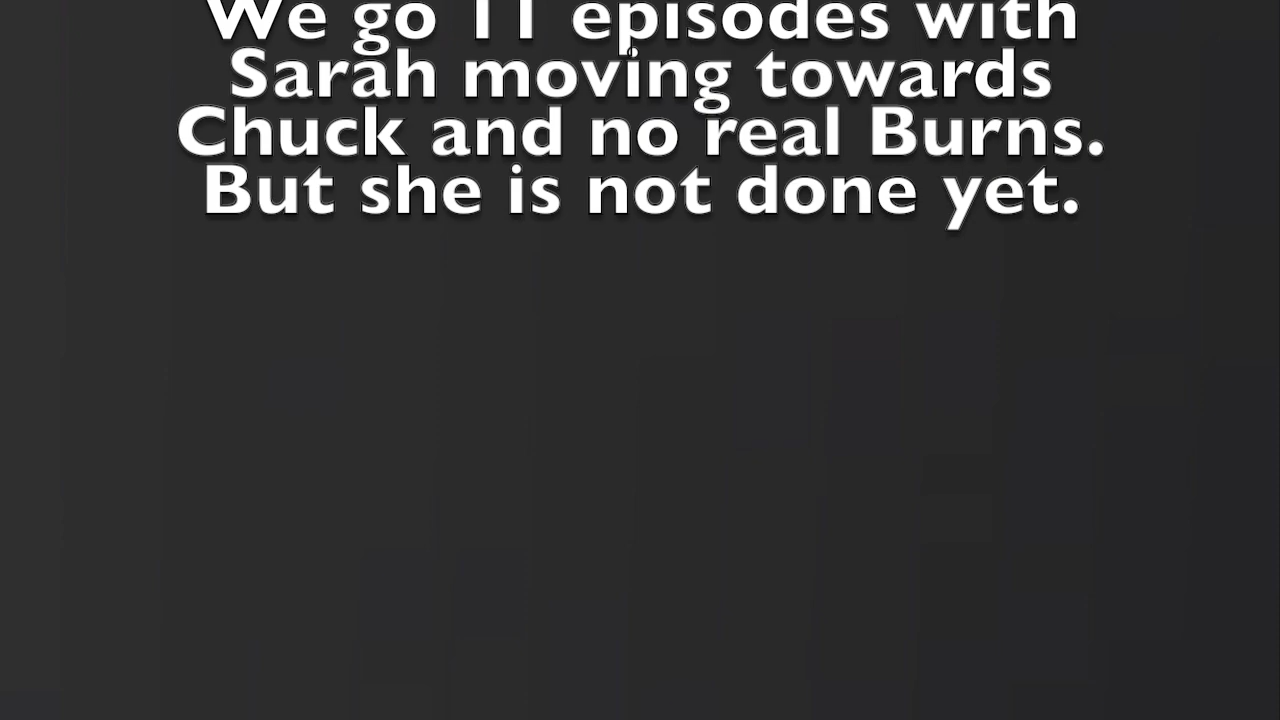 We go 11 episodes with
Sarah moving towards
Chuck and no real Burns.
But she is not done yet.